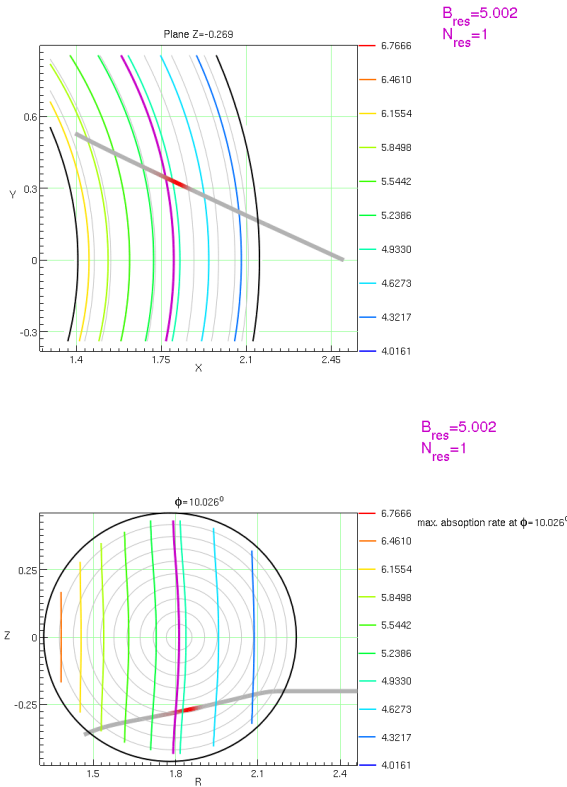 B_res=5.002
N_res=1
Plane Z=-0.269
6.7666
6.4610
6.1554
5.8498
5.5442
5.2386
4.9330
4.6273
4.3217
4.0161
0.6
0.3
0
-0.3
Y
1.4 1.75 2.1 2.45
X
B_res=5.002
N_res=1
ϕ=10.026⁰
max. absoption rate at ϕ=10.026⁰
6.7666
6.4610
6.1554
5.8498
5.5442
5.2386
4.9330
4.6273
4.3217
4.0161
0.25
0
-0.25
Z
1.5 1.8 2.1 2.4
R